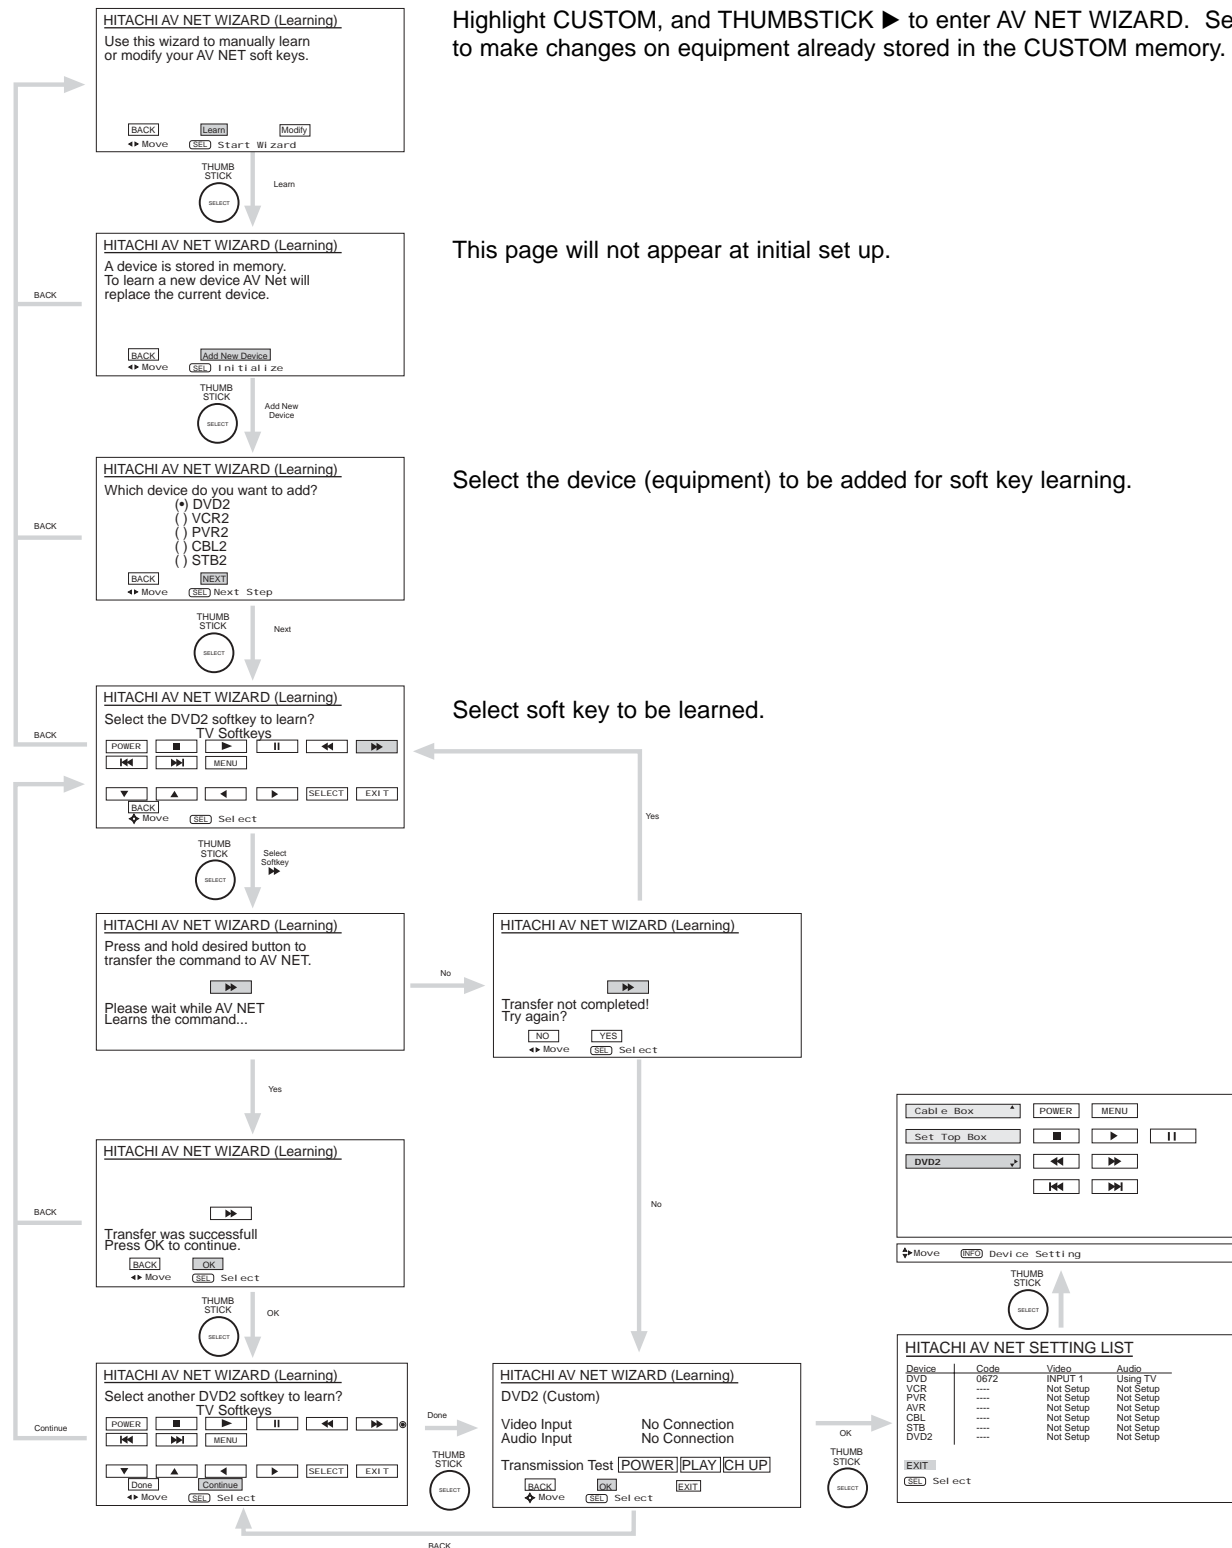 Highlight CUSTOM, and THUMBSTICK ▶ to enter AV NET WIZARD. Se
to make changes on equipment already stored in the CUSTOM memory.
HITACHI AV NET WIZARD (Learning)
Use this wizard to manually learn
or modify your AV NET soft keys.
BACK Learn Modify
Move SEL Start Wizard
THUMB
STICK
SELECT
Learn
HITACHI AV NET WIZARD (Learning)
A device is stored in memory.
To learn a new device AV Net will
replace the current device.
BACK Add New Device
Move SEL Initialize
This page will not appear at initial set up.
BACK
THUMB
STICK
SELECT
Add New
Device
HITACHI AV NET WIZARD (Learning)
Which device do you want to add?
(•) DVD2
( ) VCR2
( ) PVR2
( ) CBL2
( ) STB2
BACK NEXT
Move SEL Next Step
Select the device (equipment) to be added for soft key learning.
BACK
THUMB
STICK
SELECT
Next
HITACHI AV NET WIZARD (Learning)
Select the DVD2 softkey to learn?
TV Softkeys
POWER
MENU
SELECT EXIT
BACK
Move SEL Select
Select soft key to be learned.
BACK
Yes
THUMB
STICK
SELECT
Select
Softkey
HITACHI AV NET WIZARD (Learning)
Press and hold desired button to
transfer the command to AV NET.
Please wait while AV NET
Learns the command...
No
HITACHI AV NET WIZARD (Learning)
Transfer not completed!
Try again?
NO YES
Move SEL Select
Yes
HITACHI AV NET WIZARD (Learning)
Transfer was successfull
Press OK to continue.
BACK OK
Move SEL Select
BACK
No
Cable Box POWER MENU
Set Top Box
DVD2
Move INFO Device Setting
THUMB
STICK
SELECT
THUMB
STICK
SELECT
OK
HITACHI AV NET WIZARD (Learning)
Select another DVD2 softkey to learn?
TV Softkeys
POWER
MENU
SELECT EXIT
Done Continue
Move SEL Select
Continue
Done
THUMB
STICK
SELECT
HITACHI AV NET WIZARD (Learning)
DVD2 (Custom)
Video Input No Connection
Audio Input No Connection
Transmission Test POWER PLAY CH UP
BACK OK EXIT
Move SEL Select
BACK
OK
THUMB
STICK
SELECT
HITACHI AV NET SETTING LIST
Device Code Video Audio
DVD 0672 INPUT 1 Using TV
VCR ---- Not Setup Not Setup
PVR ---- Not Setup Not Setup
AVR ---- Not Setup Not Setup
CBL ---- Not Setup Not Setup
STB ---- Not Setup Not Setup
DVD2 ---- Not Setup Not Setup
EXIT
SEL Select